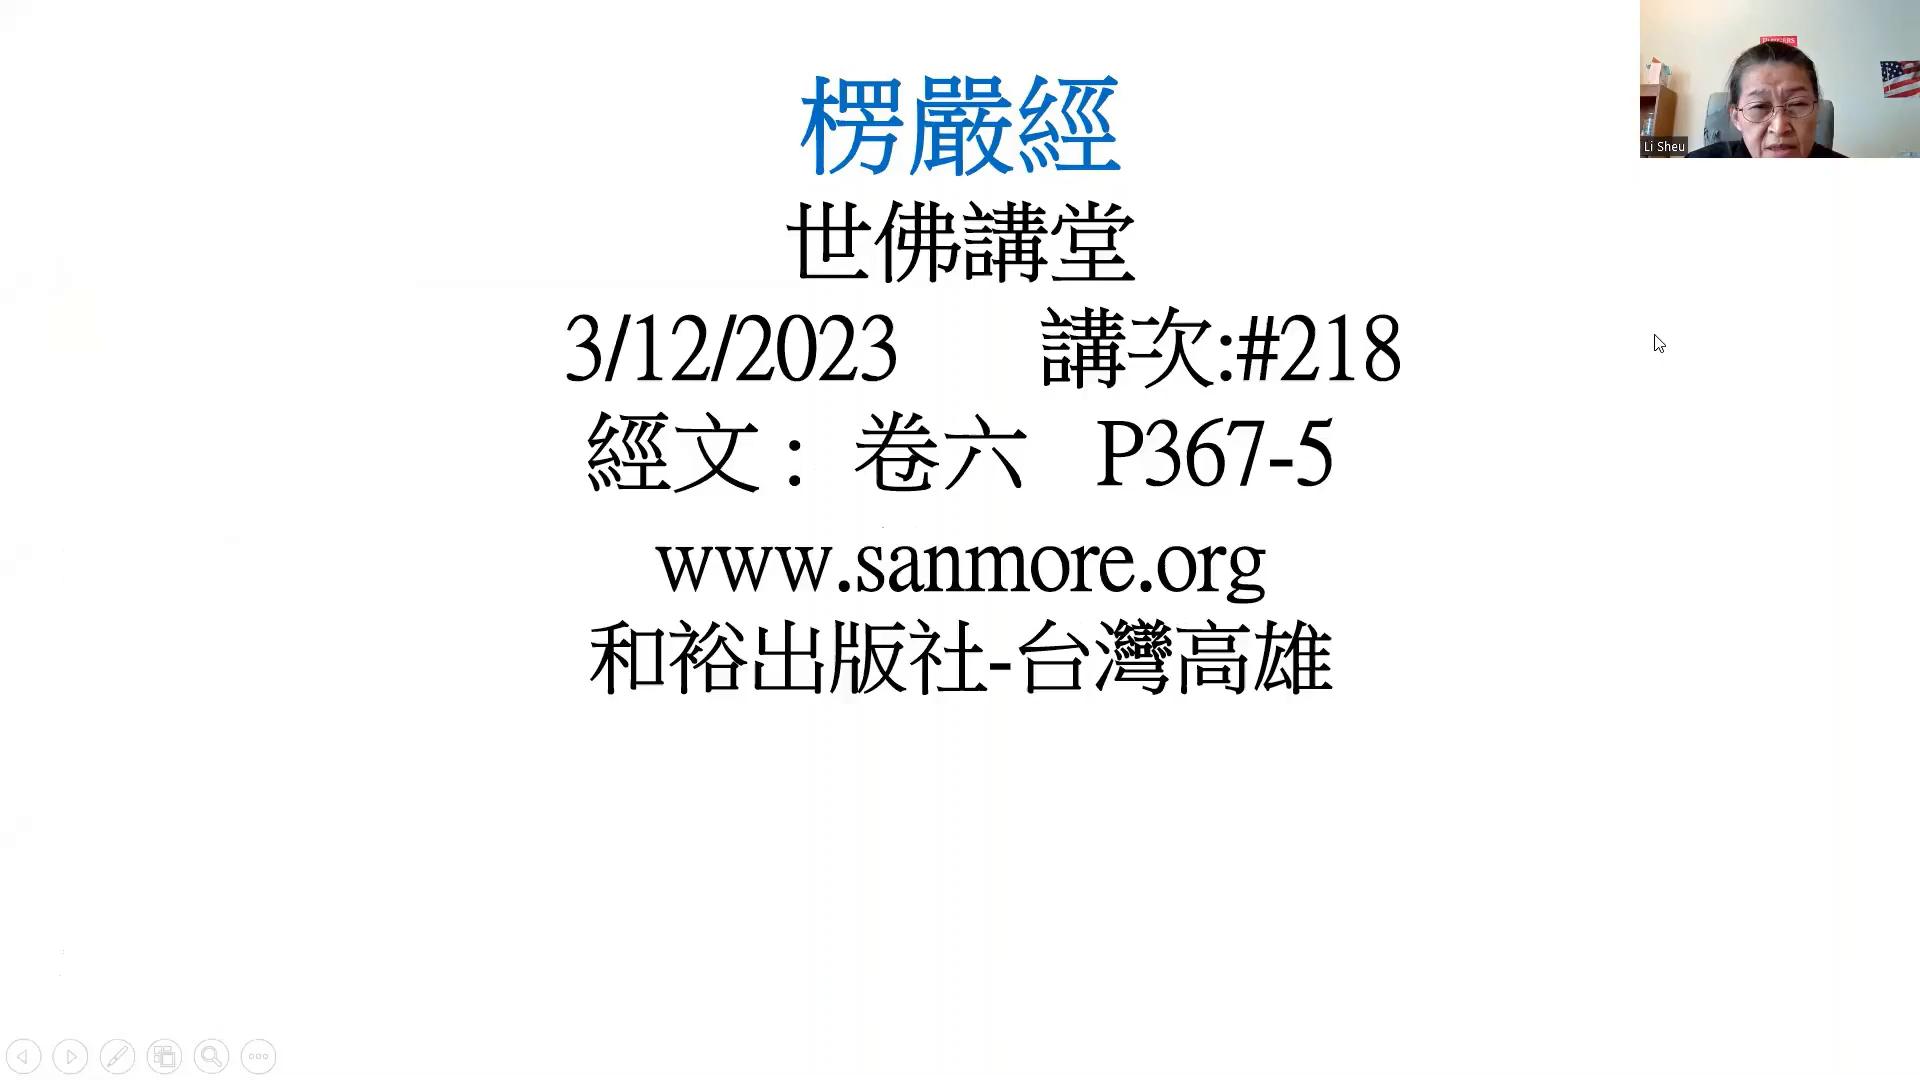 楞嚴經
世佛講堂
3/12/2023 講次:#218
經文 : 卷六 P367-5
www.sanmore.org
和裕出版社-台灣高雄
Li Sheu